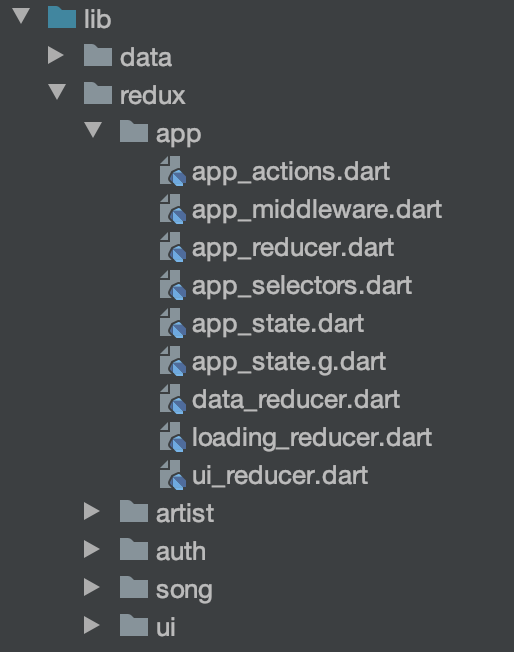 lib
data
redux
app
app_actions.dart
app_middleware.dart
app_reducer.dart
app_selectors.dart
app_state.dart
app_state.g.dart
data_reducer.dart
loading_reducer.dart
ui_reducer.dart
artist
auth
song
ui